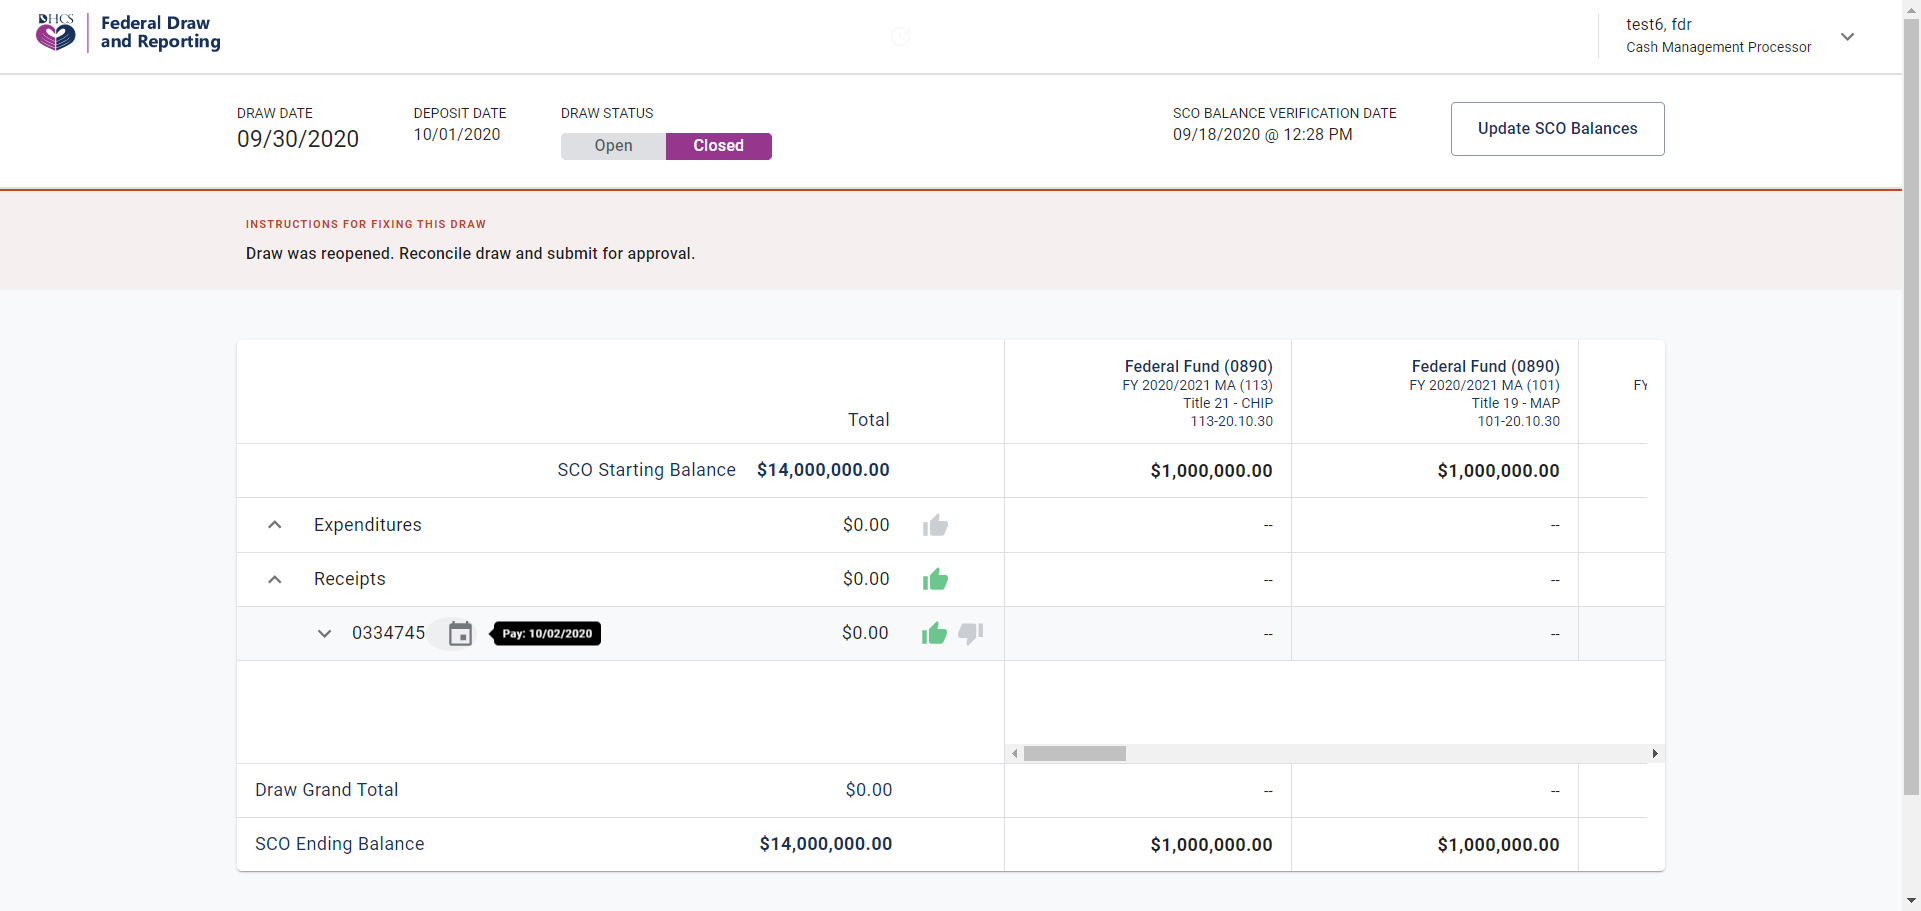 DHCS
Federal Draw
and Reporting
test6, fdr
Cash Management Processor
DRAW DATE
09/30/2020
DEPOSIT DATE
10/01/2020
DRAW STATUS
Open
Closed
SCO BALANCE VERIFICATION DATE
09/18/2020 @ 12:28 PM
Update SCO Balances
INSTRUCTIONS FOR FIXING THIS DRAW
Draw was reopened. Reconcile draw and submit for approval.
Total
Federal Fund (0890)
FY 2020/2021 MA (113)
Title 21 - CHIP
113-20.10.30
Federal Fund (0890)
FY 2020/2021 MA (101)
Title 19 - MAP
101-20.10.30
FY
SCO Starting Balance $14,000,000.00 $1,000,000.00 $1,000,000.00
Expenditures $0.00 -- --
Receipts $0.00 -- --
0334745 Pay: 10/02/2020 $0.00 -- --
Draw Grand Total $0.00 -- --
SCO Ending Balance $14,000,000.00 $1,000,000.00 $1,000,000.00